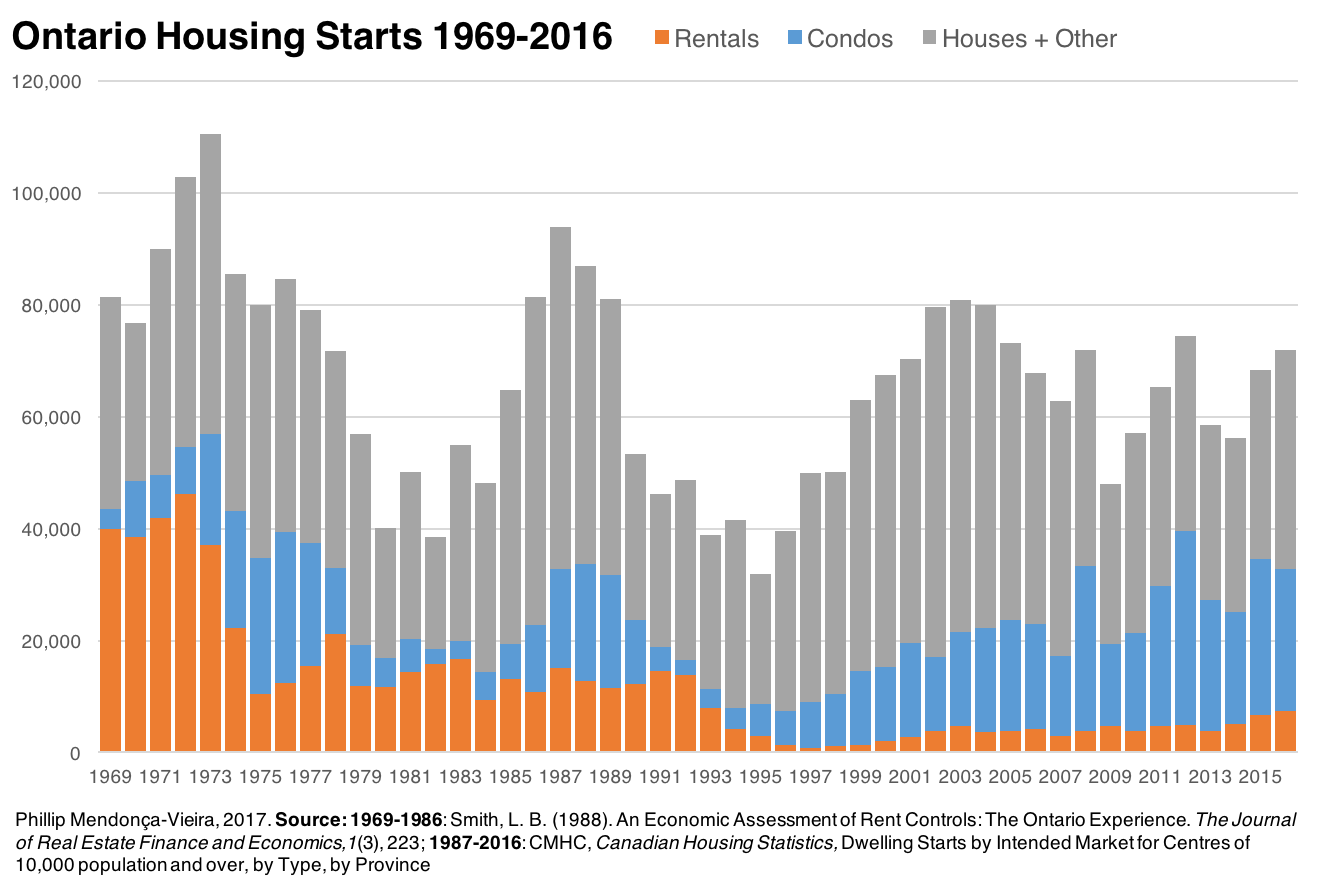 Ontario Housing Starts 1969-2016
Rentals Condos Houses + Other
120,000
100,000
80,000
60,000
40,000
20,000
0
1969 1971 1973 1975 1977 1979 1981 1983 1985 1987 1989 1991 1993 1995 1997 1999 2001 2003 2005 2007 2009 2011 2013 2015
Phillip Mendonça-Vieira, 2017. Source: 1969-1986: Smith, L. B. (1988). An Economic Assessment of Rent Controls: The Ontario Experience. The Journal
of Real Estate Finance and Economics, 1(3), 223; 1987-2016: CMHC, Canadian Housing Statistics, Dwelling Starts by Intended Market for Centres of
10,000 population and over, by Type, by Province